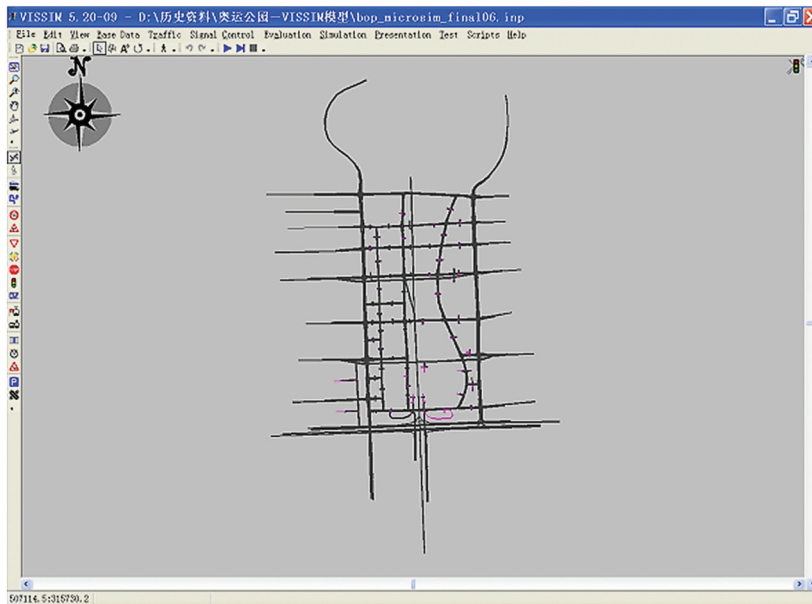 VISSIM 5.20-09 - D:\历史资料\奥运公园-VISSIM模型\bop_microsim_final06.inp
File Edit View Base Data Traffic Signal Control Evaluation Simulation Presentation Test Scripts Help
N
507114.5:315730.2